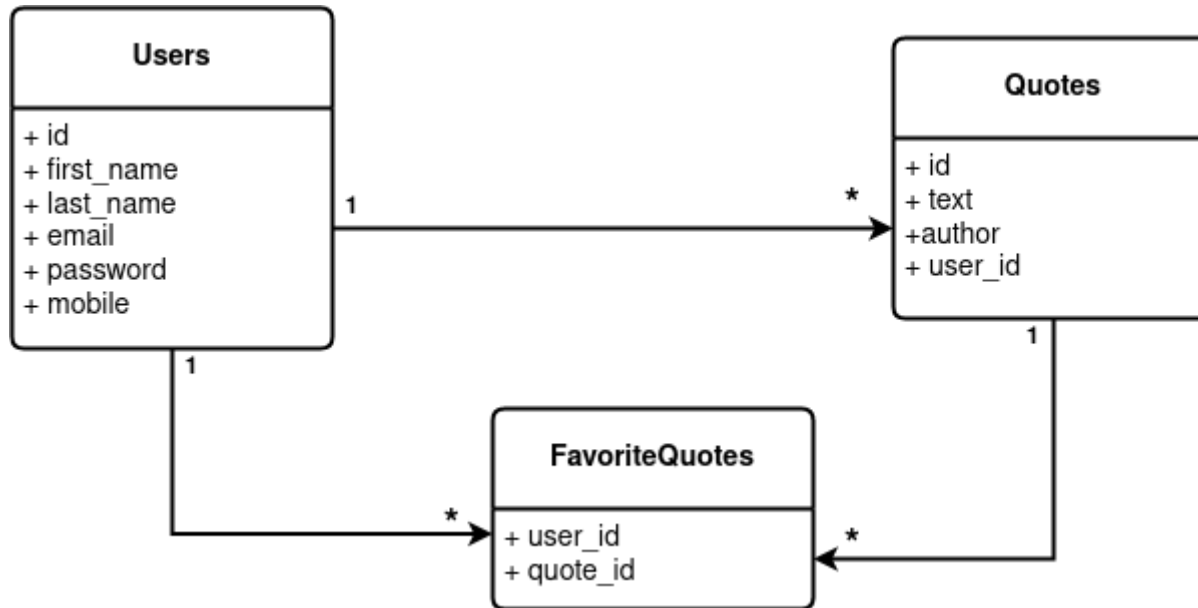 Users
+ id
+ first_name
+ last_name
+ email
+ password
+ mobile
1
*
Quotes
+ id
+ text
+author
+ user_id
1
*
1
*
FavoriteQuotes
+ user_id
+ quote_id